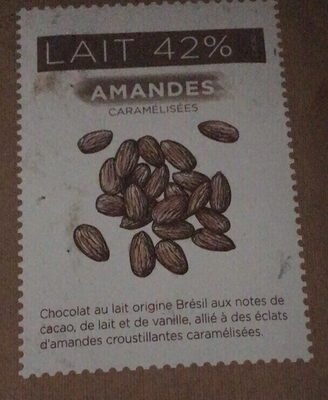 LAIT 42%
AMANDES
CARAMÉLISÉES
Chocolat au lait origine Brésil aux notes de
cacao, de lait et de vanille, allié à des éclats
d'amandes croustillantes caramélisées.